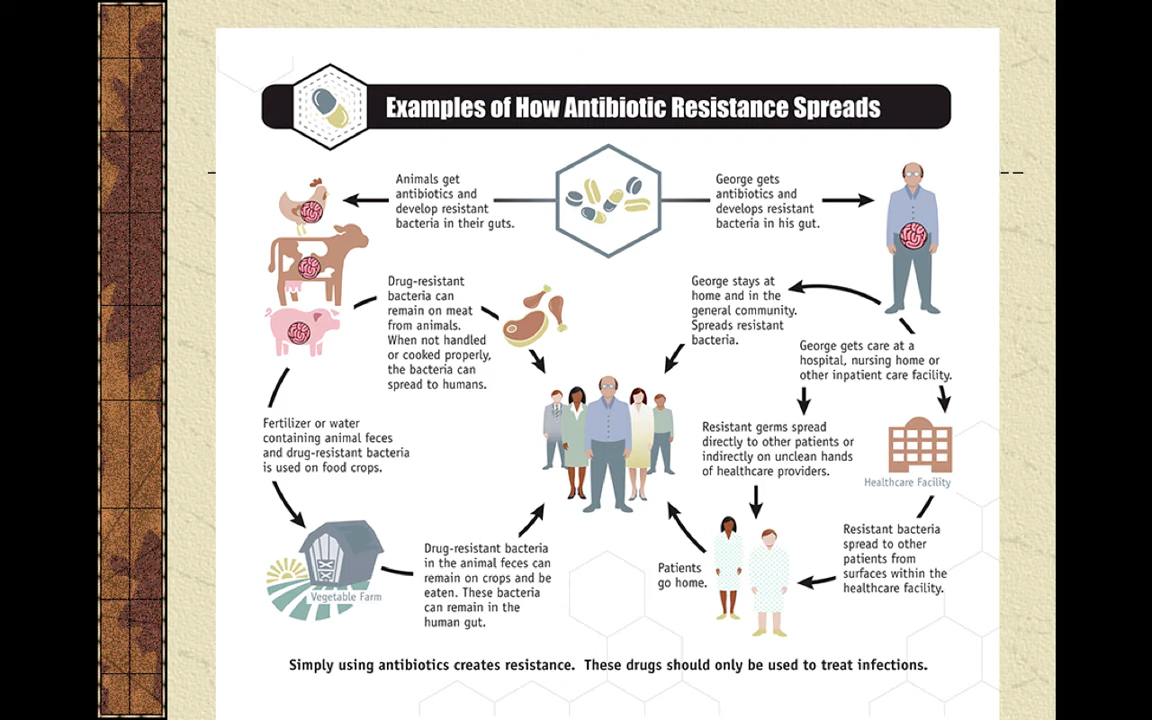 Examples of How Antibiotic Resistance Spreads
Animals get
antibiotics and
develop resistant
bacteria in their guts.
George gets
antibiotics and
develops resistant
bacteria in his gut.
Drug-resistant
bacteria can
remain on meat
from animals.
When not handled
or cooked properly,
the bacteria can
spread to humans.
George stays at
home and in the
general community.
Spreads resistant
bacteria.
George gets care at a
hospital, nursing home or
other inpatient care facility.
Fertilizer or water
containing animal feces
and drug-resistant bacteria
is used on food crops.
Resistant germs spread
directly to other patients or
indirectly on unclean hands
of healthcare providers.
Healthcare Facility
Vegetable Farm
Drug-resistant bacteria
in the animal feces can
remain on crops and be
eaten. These bacteria
can remain in the
human gut.
Patients
go home.
Resistant bacteria
spread to other
patients from
surfaces within the
healthcare facility.
Simply using antibiotics creates resistance. These drugs should only be used to treat infections.